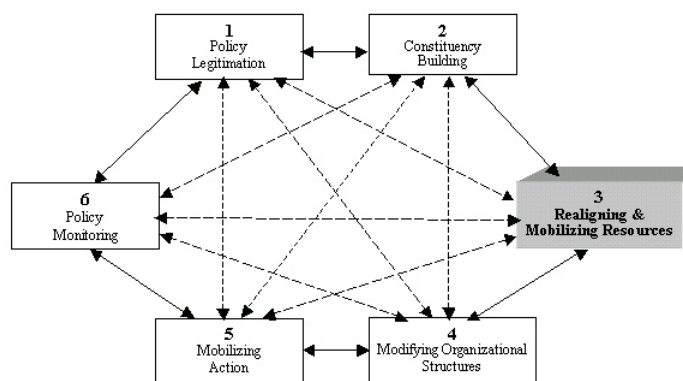 1
Policy
Legitimation
2
Constituency
Building
3
Realigning &
Mobilizing Resources
6
Policy
Monitoring
5
Mobilizing
Action
4
Modifying Organizational
Structures